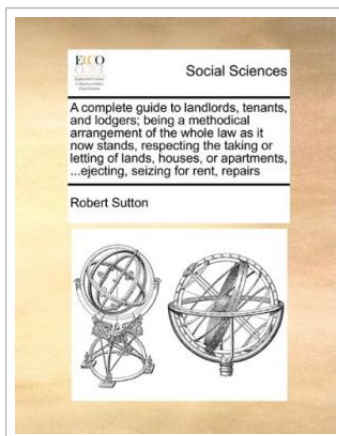 ECCO
Social Sciences
A complete guide to landlords, tenants,
and lodgers; being a methodical
arrangement of the whole law as it
now stands, respecting the taking or
letting of lands, houses, or apartments,
...ejecting, seizing for rent, repairs
Robert Sutton